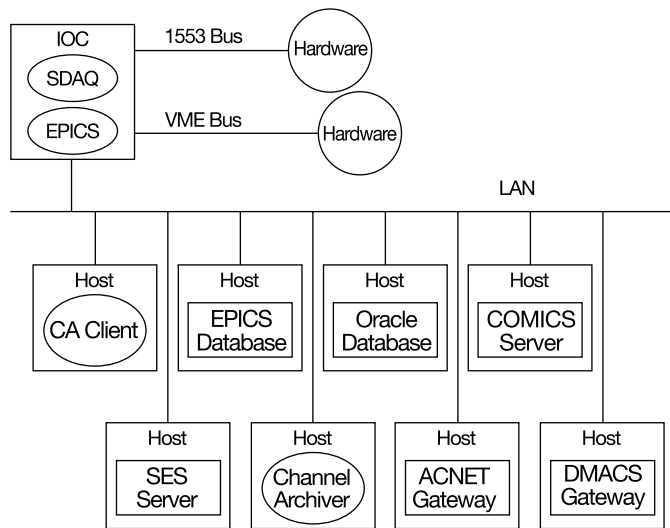 IOC
1553 Bus
Hardware
SDAQ
EPICS
VME Bus
Hardware
LAN
Host
CA Client
Host
EPICS
Database
Host
Oracle
Database
Host
COMICS
Server
Host
SES
Server
Host
Channel
Archiver
Host
ACNET
Gateway
Host
DMACS
Gateway